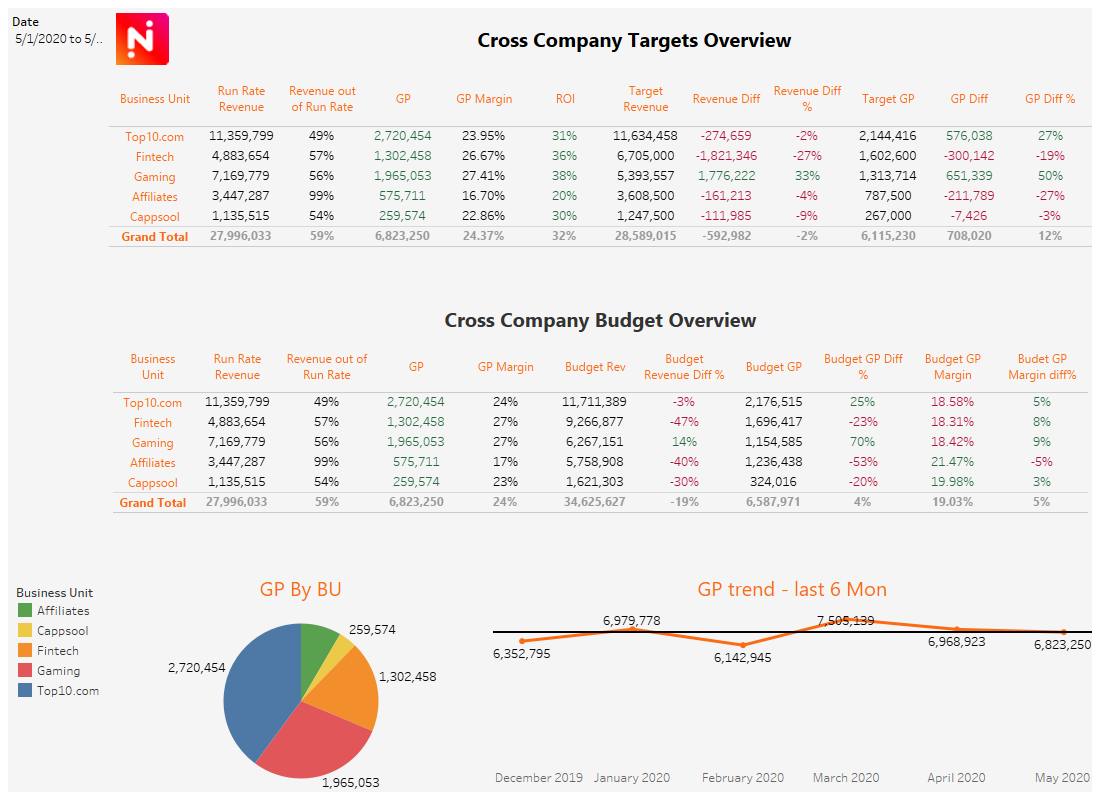 Date
5/1/2020 to 5/..
Cross Company Targets Overview
Business Unit Run Rate Revenue Revenue out of Run Rate GP GP Margin ROI Target Revenue Revenue Diff Revenue Diff % Target GP GP Diff GP Diff %
Top10.com 11,359,799 49% 2,720,454 23.95% 31% 11,634,458 -274,659 -2% 2,144,416 576,038 27%
Fintech 4,883,654 57% 1,302,458 26.67% 36% 6,705,000 -1,821,346 -27% 1,602,600 -300,142 -19%
Gaming 7,169,779 56% 1,965,053 27.41% 38% 5,393,557 1,776,222 33% 1,313,714 651,339 50%
Affiliates 3,447,287 99% 575,711 16.70% 20% 3,608,500 -161,213 -4% 787,500 -211,789 -27%
Cappsool 1,135,515 54% 259,574 22.86% 30% 1,247,500 -111,985 -9% 267,000 -7,426 -3%
Grand Total 27,996,033 59% 6,823,250 24.37% 32% 28,589,015 -592,982 -2% 6,115,230 708,020 12%
Cross Company Budget Overview
Business Unit Run Rate Revenue Revenue out of Run Rate GP GP Margin Budget Rev Budget Revenue Diff % Budget GP Budget GP Diff % Budget GP Margin Budet GP Margin diff%
Top10.com 11,359,799 49% 2,720,454 24% 11,711,389 -3% 2,176,515 25% 18.58% 5%
Fintech 4,883,654 57% 1,302,458 27% 9,266,877 -47% 1,696,417 -23% 18.31% 8%
Gaming 7,169,779 56% 1,965,053 27% 6,267,151 14% 1,154,585 70% 18.42% 9%
Affiliates 3,447,287 99% 575,711 17% 5,758,908 -40% 1,236,438 -53% 21.47% -5%
Cappsool 1,135,515 54% 259,574 23% 1,621,303 -30% 324,016 -20% 19.98% 3%
Grand Total 27,996,033 59% 6,823,250 24% 34,625,627 -19% 6,587,971 4% 19.03% 5%
Business Unit
Affiliates
Cappsool
Fintech
Gaming
Top10.com
GP By BU
259,574
1,302,458
1,965,053
2,720,454
GP trend - last 6 Mon
6,352,795
6,979,778
6,142,945
7,505,139
6,968,923
6,823,250
December 2019 January 2020 February 2020 March 2020 April 2020 May 2020